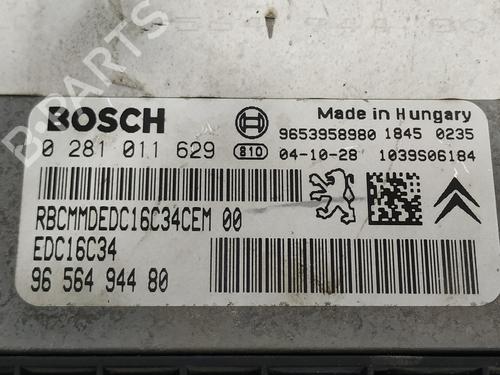 BOSCH
Made in Hungary
9653958980 1845 0235
0 281 011 629 810 04-10-28 1039S06184
RBCMMDEDC16C34CEM 00
EDC16C34
96 564 944 80
B-PARTS